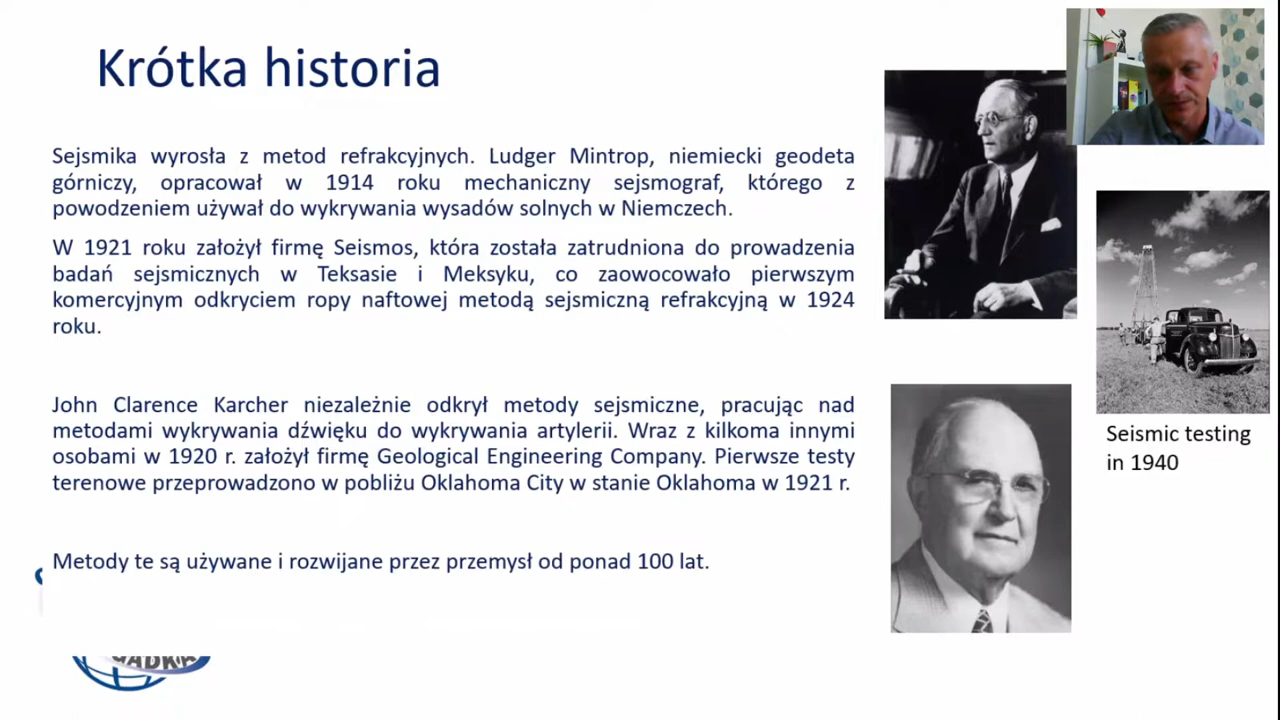 Krótka historia
Sejsmika wyrosła z metod refrakcyjnych. Ludger Mintrop, niemiecki geodeta
górniczy, opracował w 1914 roku mechaniczny sejsmograf, którego z
powodzeniem używał do wykrywania wysadów solnych w Niemczech.
W 1921 roku założył firmę Seismos, która została zatrudniona do prowadzenia
badań sejsmicznych w Teksasie i Meksyku, co zaowocowało pierwszym
komercyjnym odkryciem ropy naftowej metodą sejsmiczną refrakcyjną w 1924
roku.
John Clarence Karcher niezależnie odkrył metody sejsmiczne, pracując nad
metodami wykrywania dźwięku do wykrywania artylerii. Wraz z kilkoma innymi
osobami w 1920 r. założył firmę Geological Engineering Company. Pierwsze testy
terenowe przeprowadzono w pobliżu Oklahoma City w stanie Oklahoma w 1921 r.
Metody te są używane i rozwijane przez przemysł od ponad 100 lat.
Seismic testing
in 1940